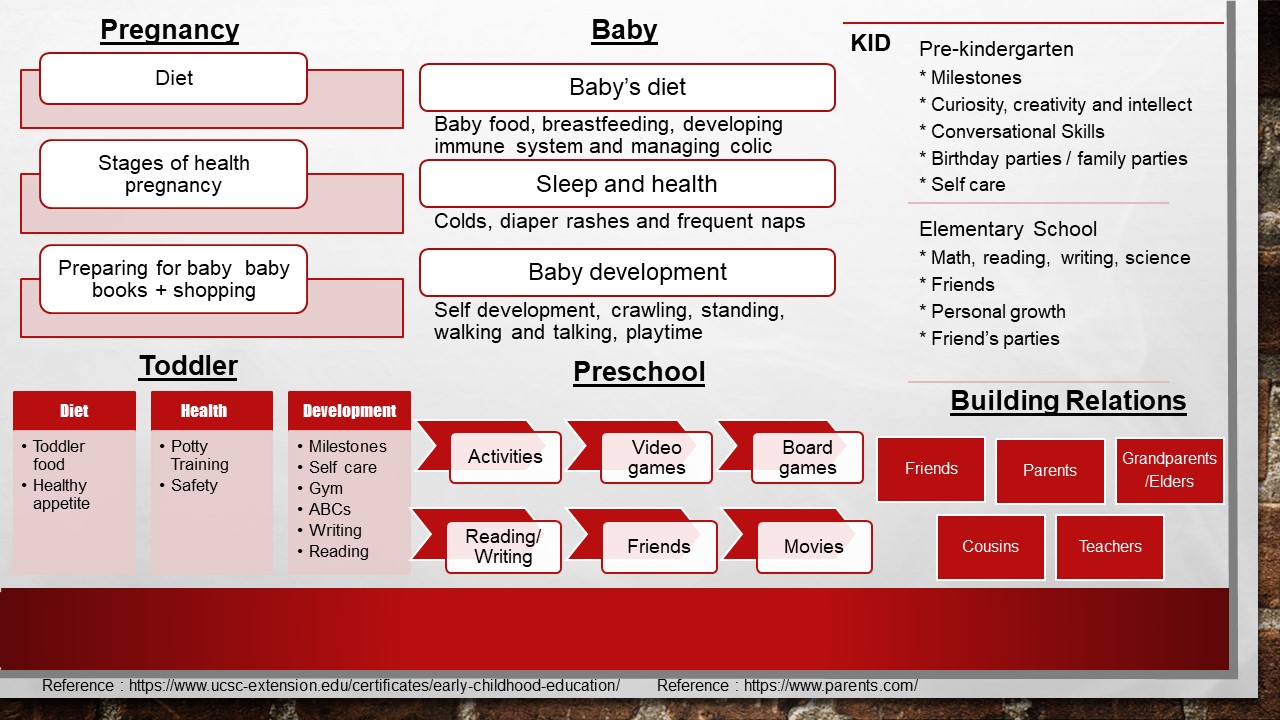 Pregnancy
Diet
Stages of health
pregnancy
Preparing for baby baby
books + shopping
Baby
Baby’s diet
Baby food, breastfeeding, developing
immune system and managing colic
Sleep and health
Colds, diaper rashes and frequent naps
Baby development
Self development, crawling, standing,
walking and talking, playtime
KID
Pre-kindergarten
* Milestones
* Curiosity, creativity and intellect
* Conversational Skills
* Birthday parties / family parties
* Self care
Elementary School
* Math, reading, writing, science
* Friends
* Personal growth
* Friend’s parties
Toddler
Diet
• Toddler
food
• Healthy
appetite
Health
• Potty
Training
• Safety
Development
• Milestones
• Self care
• Gym
• ABCs
• Writing
• Reading
Preschool
Activities
Video
games
Board
games
Reading/
Writing
Friends
Movies
Building Relations
Friends
Parents
Grandparents
/Elders
Cousins
Teachers
Reference : https://www.ucsc-extension.edu/certificates/early-childhood-education/
Reference : https://www.parents.com/